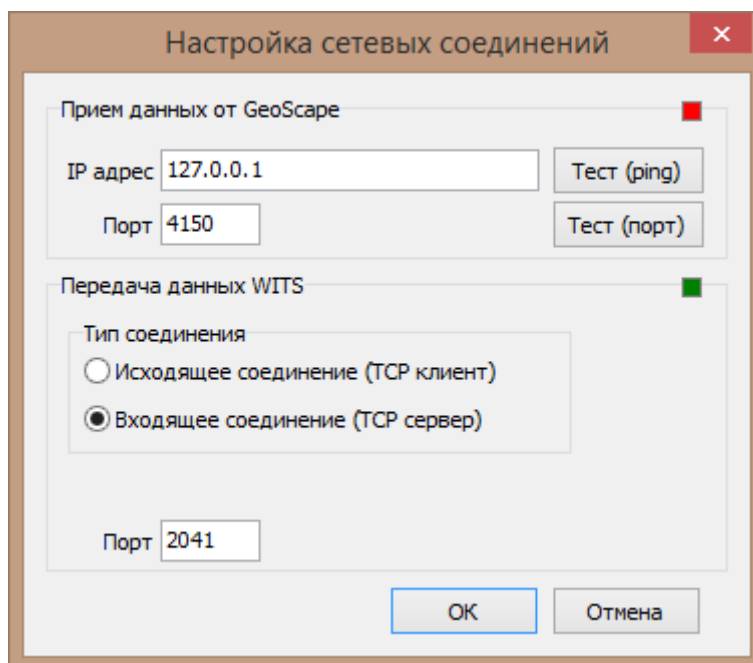 Настройка сетевых соединений
Прием данных от GeoScape
IP адрес 127.0.0.1 Тест (ping)
Порт 4150 Тест (порт)
Передача данных WITS
Тип соединения
Исходящее соединение (TCP клиент)
Входящее соединение (TCP сервер)
Порт 2041
OK Отмена